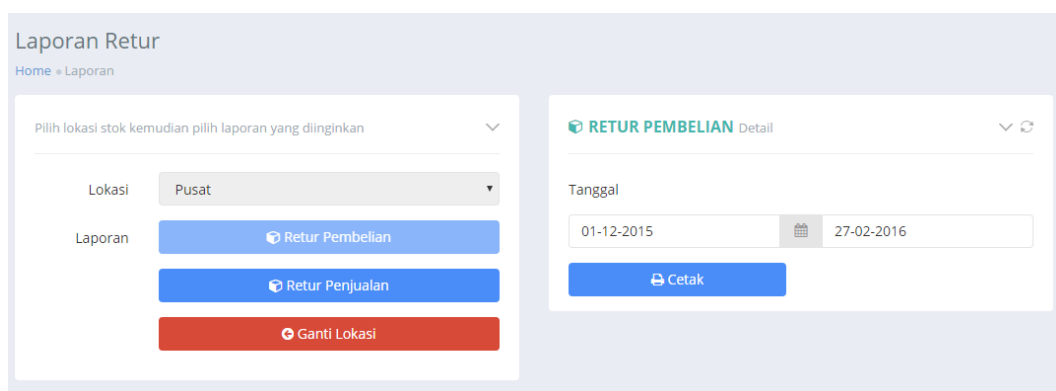 Laporan Retur
Home » Laporan
Pilih lokasi stok kemudian pilih laporan yang diinginkan
Lokasi Pusat
Laporan Retur Pembelian
Retur Penjualan
Ganti Lokasi
RETUR PEMBELIAN Detail
Tanggal
01-12-2015 27-02-2016
Cetak